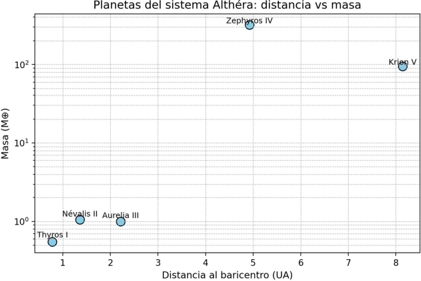 Planetas del sistema Althéra: distancia vs masa
Zephyros IV
Krion V
Névalis II
Aurelia III
Thyros I
10²
10¹
10⁰
Masa (M⊕)
1 2 3 4 5 6 7 8
Distancia al baricentro (UA)